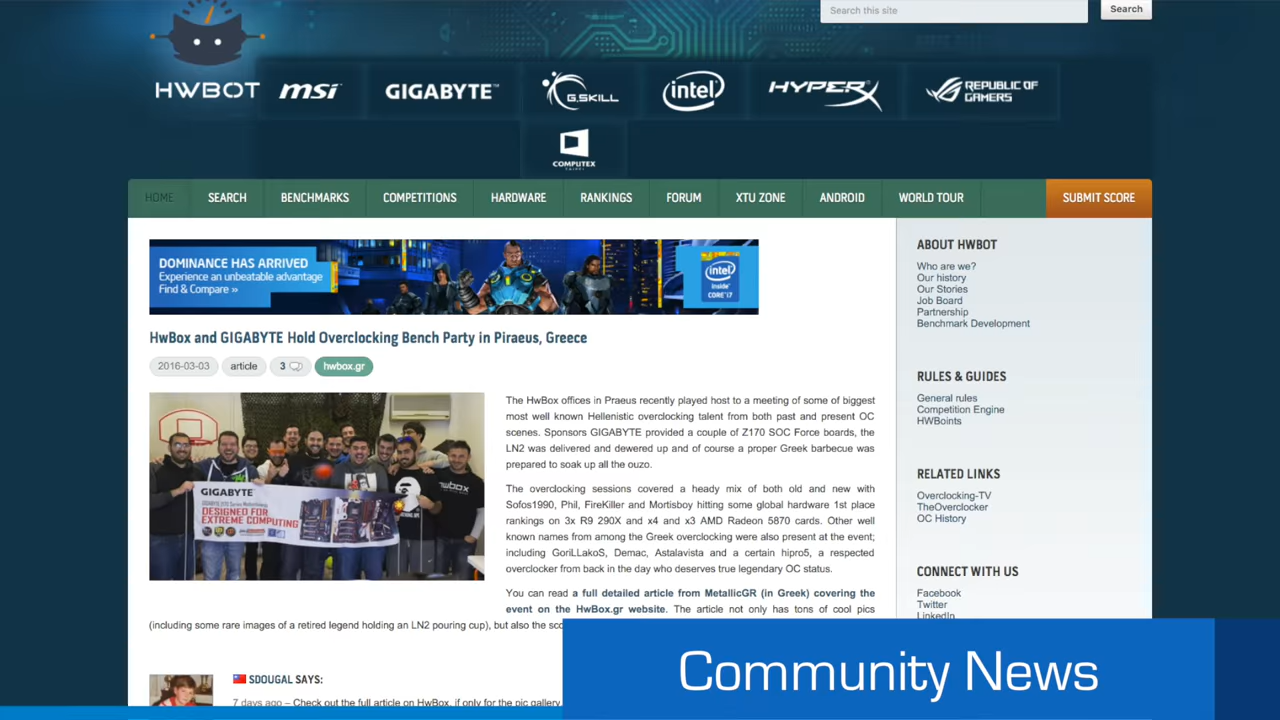 Search this site
Search
HWBOT
msi
GIGABYTE™
G.SKILL
intel
HYPERX
REPUBLIC OF
GAMERS
COMPUTEX
TAIPEI
HOME
SEARCH
BENCHMARKS
COMPETITIONS
HARDWARE
RANKINGS
FORUM
XTU ZONE
ANDROID
WORLD TOUR
SUBMIT SCORE
DOMINANCE HAS ARRIVED
Experience an unbeatable advantage
Find & Compare »
intel
inside™
CORE™i7
HwBox and GIGABYTE Hold Overclocking Bench Party in Piraeus, Greece
2016-03-03
article
3
hwbox.gr
GIGABYTE
DESIGNED FOR
EXTREME COMPUTING
hwbox
The HwBox offices in Praeus recently played host to a meeting of some of biggest
most well known Hellenistic overclocking talent from both past and present OC
scenes. Sponsors GIGABYTE provided a couple of Z170 SOC Force boards, the
LN2 was delivered and dewered up and of course a proper Greek barbecue was
prepared to soak up all the ouzo.
The overclocking sessions covered a heady mix of both old and new with
Sofos1990, Phil, FireKiller and Mortisboy hitting some global hardware 1st place
rankings on 3x R9 290X and x4 and x3 AMD Radeon 5870 cards. Other well
known names from among the Greek overclocking were also present at the event;
including GoriLLakoS, Demac, Astalavista and a certain hipro5, a respected
overclocker from back in the day who deserves true legendary OC status.
You can read a full detailed article from MetallicGR (in Greek) covering the
event on the HwBox.gr website. The article not only has tons of cool pics
(including some rare images of a retired legend holding an LN2 pouring cup), but also the sco
SDOUGAL SAYS:
7 days ago – Check out the full article on HwBox, if only for the pic gallery.
ABOUT HWBOT
Who are we?
Our history
Our Stories
Job Board
Partnership
Benchmark Development
RULES & GUIDES
General rules
Competition Engine
HWBoints
RELATED LINKS
Overclocking-TV
TheOverclocker
OC History
CONNECT WITH US
Facebook
Twitter
LinkedIn
Community News